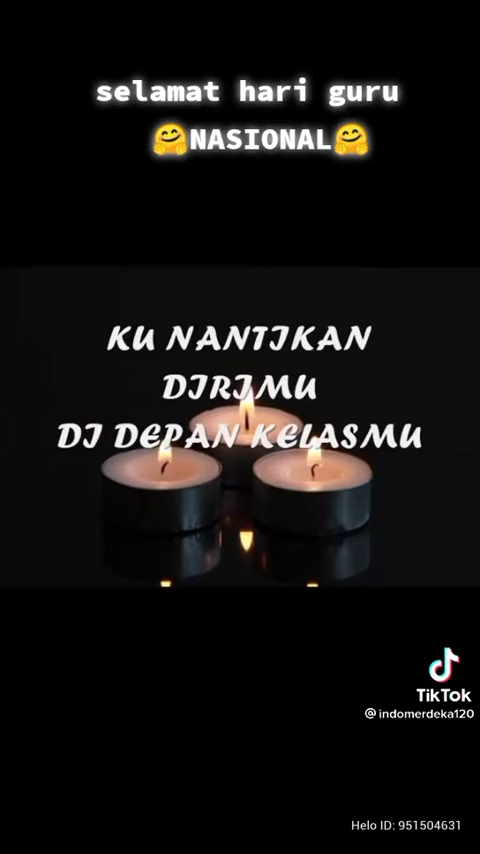 selamat hari guru
🤗NASIONAL🤗
KU NANTIKAN
DIRIMU
DI DEPAN KELASMU
TikTok
@indomerdeka120
Helo ID: 951504631